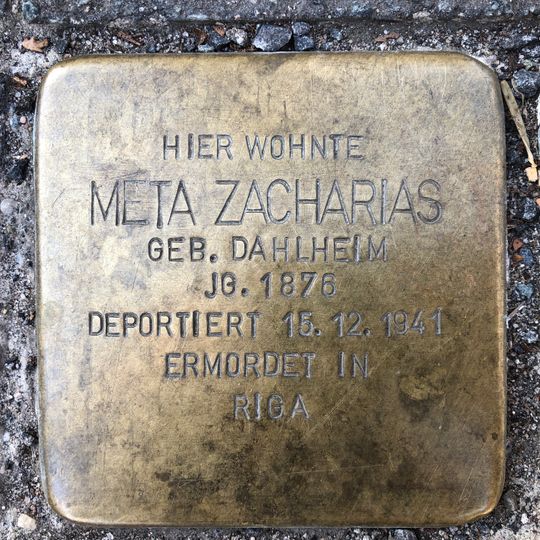 HIER WOHNTE
META ZACHARIAS
GEB. DAHLHEIM
JG. 1876
DEPORTIERT 15.12.1941
ERMORDET IN
RIGA